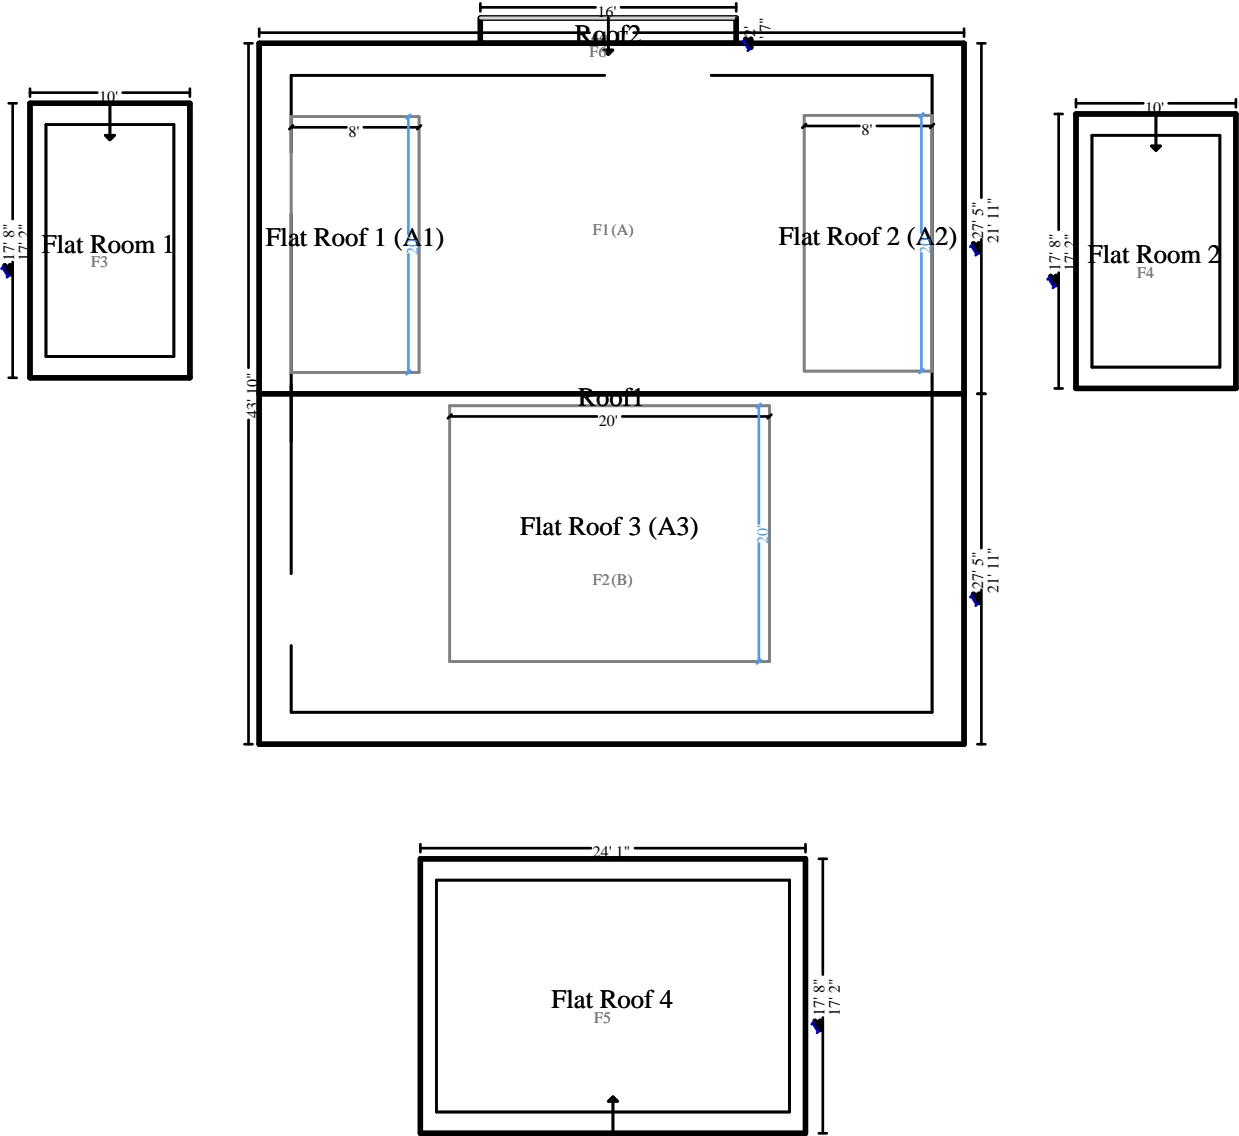 16'
Roof2
F6
10'
17' 8"
17' 2"
Flat Room 1
F3
8'
20'
Flat Roof 1 (A1)
F1(A)
8'
20'
Flat Roof 2 (A2)
27' 5"
21' 11"
10'
17' 8"
17' 2"
Flat Room 2
F4
43' 10"
Roof1
20'
20'
Flat Roof 3 (A3)
F2(B)
27' 5"
21' 11"
24' 1"
Flat Roof 4
F5
17' 8"
17' 2"